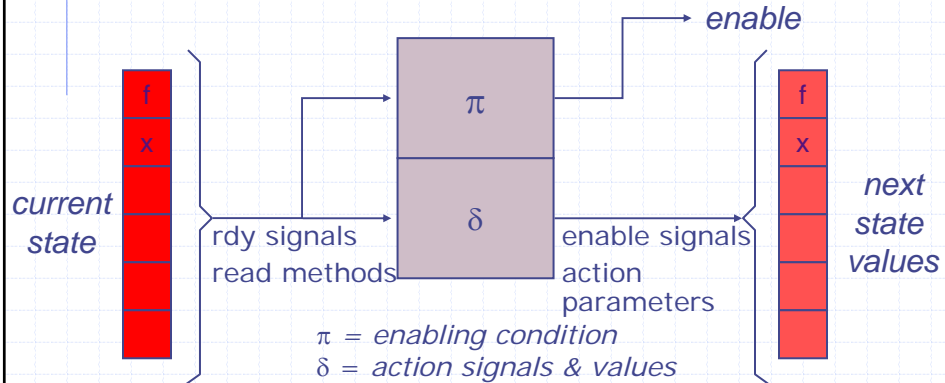 enable
f
x
π
δ
current
state
rdy signals
read methods
enable signals
action
parameters
f
x
next
state
values
π = enabling condition
δ = action signals & values